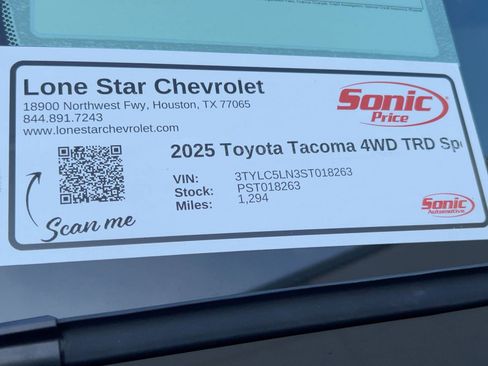 Lone Star Chevrolet
18900 Northwest Fwy, Houston, TX 77065
844.891.7243
www.lonestarchevrolet.com
Sonic
Price
2025 Toyota Tacoma 4WD TRD Spo
VIN: 3TYLC5LN3ST018263
Stock: PST018263
Miles: 1,294
Scan me
Sonic
Automotive